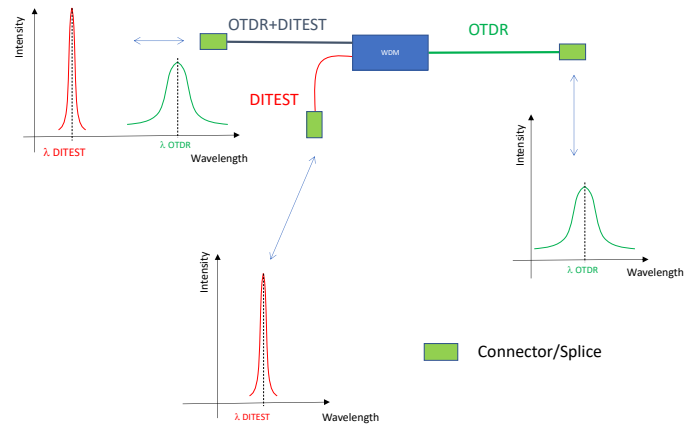 Intensity
λ DITEST
λ OTDR
Wavelength
OTDR+DITEST
WDM
OTDR
DITEST
Intensity
λ OTDR
Wavelength
Intensity
λ DITEST
Wavelength
Connector/Splice